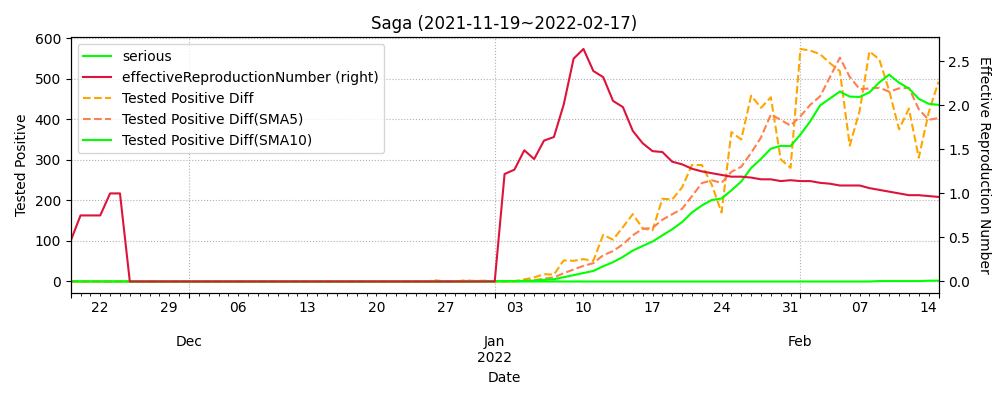 Saga (2021-11-19~2022-02-17)
serious
effectiveReproductionNumber (right)
Tested Positive Diff
Tested Positive Diff(SMA5)
Tested Positive Diff(SMA10)
Tested Positive
600
500
400
300
200
100
0
Effective Reproduction Number
2.5
2.0
1.5
1.0
0.5
0.0
22 29 06 13 20 27 03 10 17 24 31 07 14
Dec Jan Feb
2022
Date